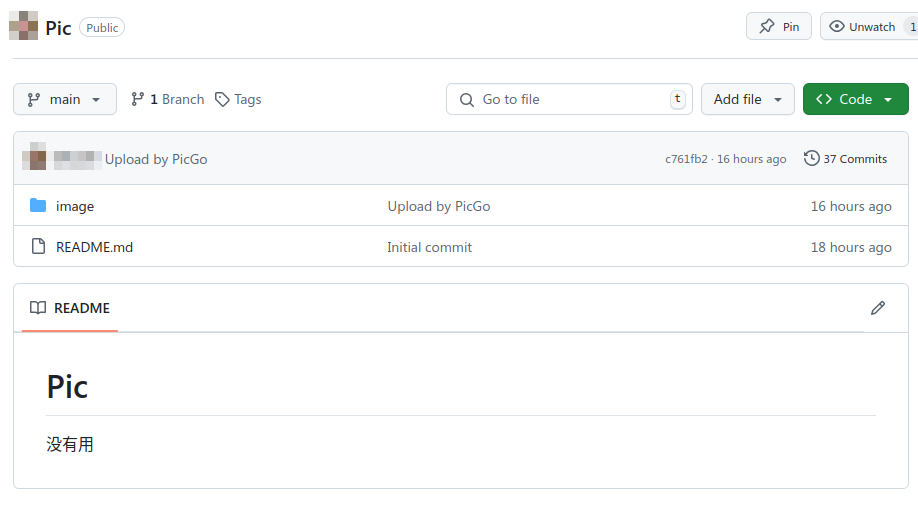 Pic Public Pin Unwatch 1
main 1 Branch Tags Go to file t Add file Code
Upload by PicGo c761fb2 · 16 hours ago 37 Commits
image Upload by PicGo 16 hours ago
README.md Initial commit 18 hours ago
README
Pic
没有用